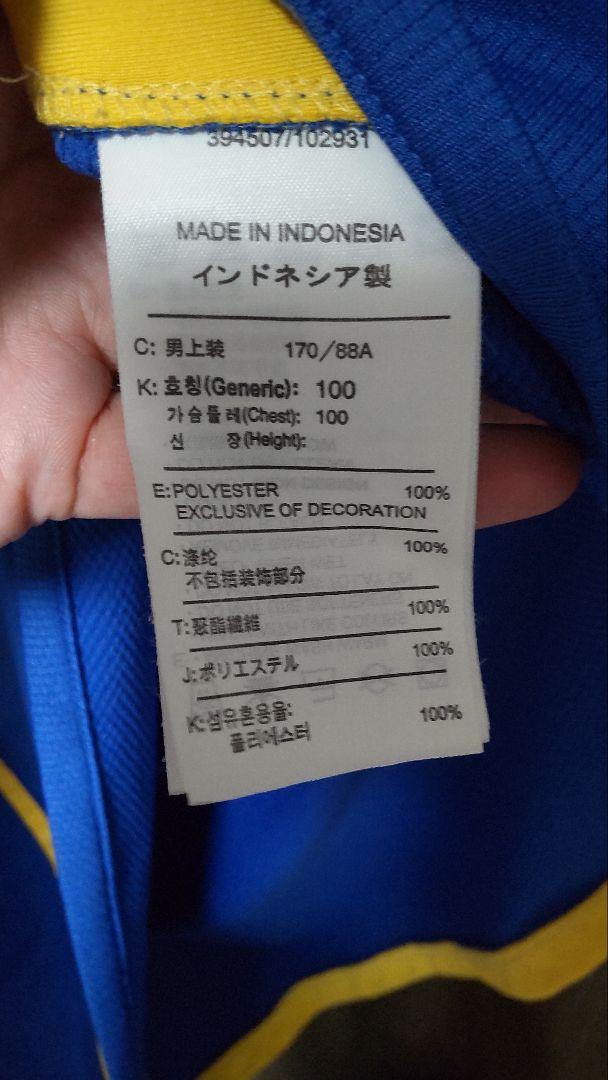 394507/102931
MADE IN INDONESIA
インドネシア製
C: 男上装 170/88A
K: 호칭(Generic): 100
가슴둘레(Chest): 100
신 장(Height):
E:POLYESTER 100%
EXCLUSIVE OF DECORATION
C:涤纶 100%
不包括装饰部分
T:聚酯纖維 100%
J:ポリエステル 100%
K:섬유혼용율:
폴리에스터 100%